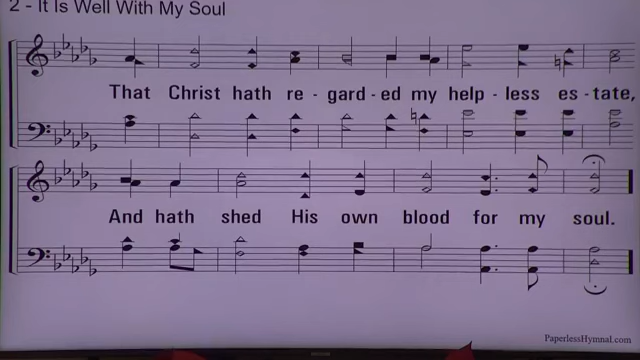 2 - It Is Well With My Soul
That Christ hath re - gard - ed my help - less es - tate,
And hath shed His own blood for my soul.
PaperlessHymnal.com